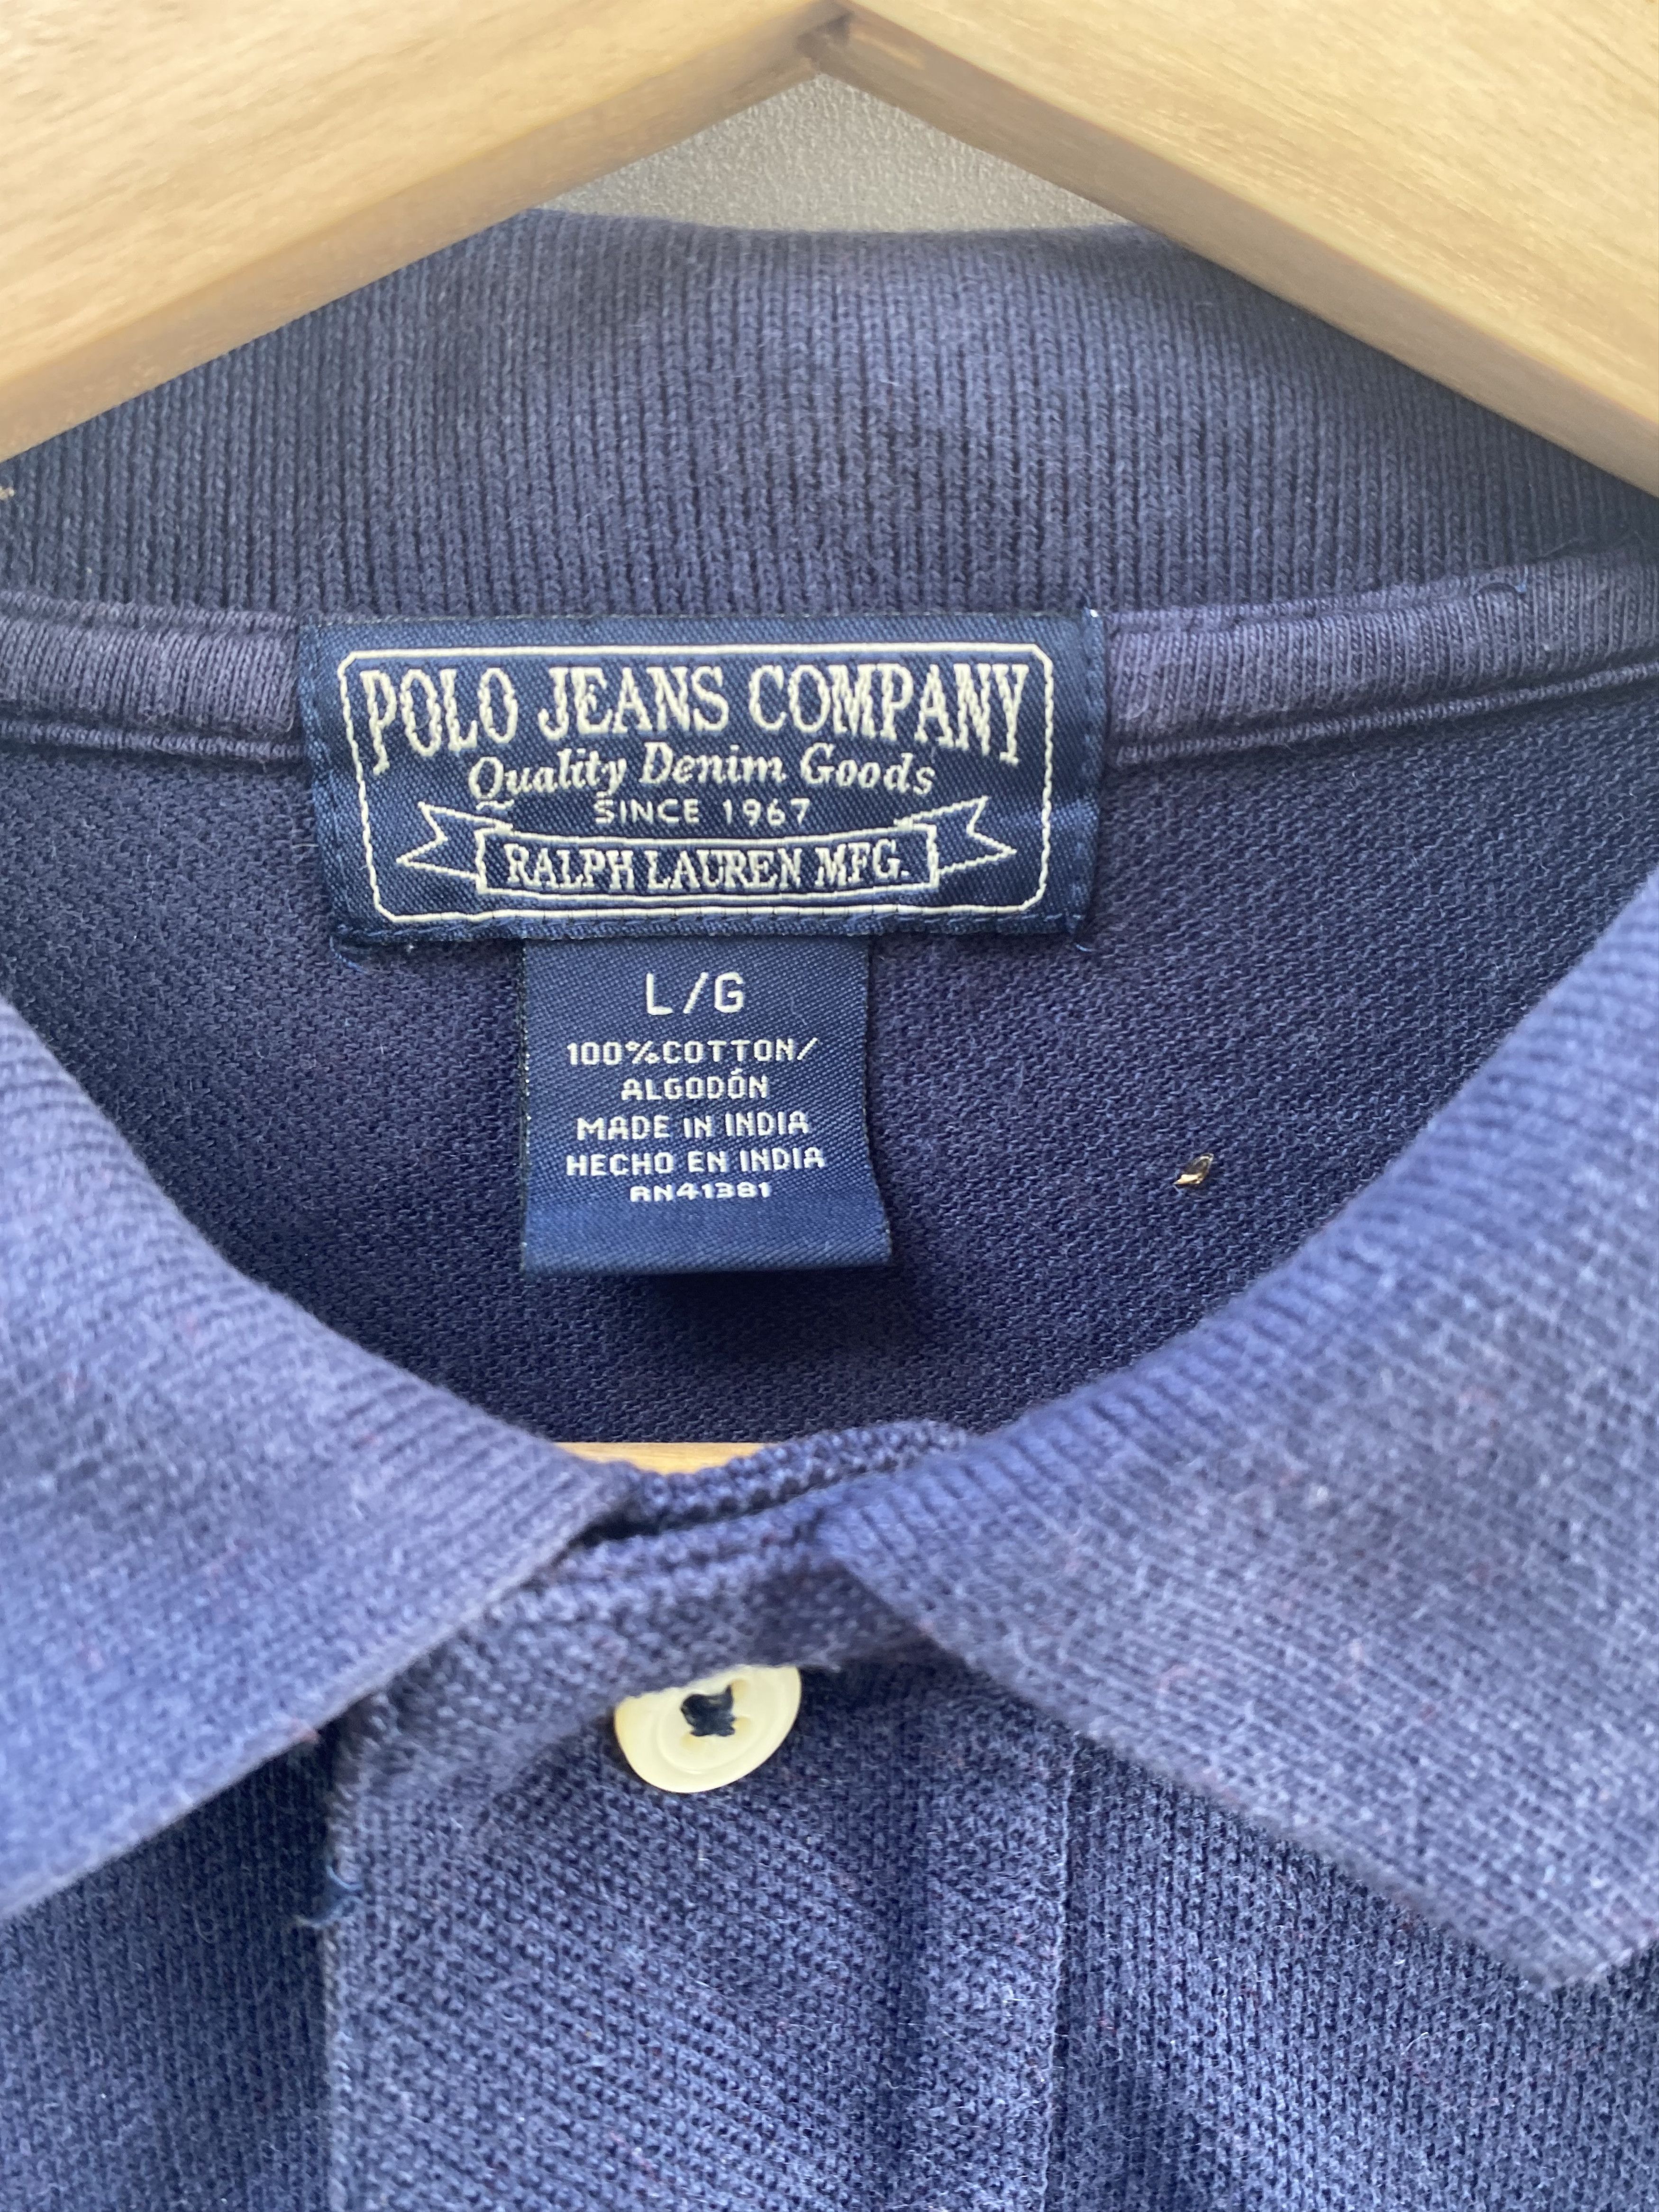 POLO JEANS COMPANY
Quality Denim Goods
SINCE 1967
RALPH LAUREN MFG.
L/G
100%COTTON/
ALGODÓN
MADE IN INDIA
HECHO EN INDIA
RN41381